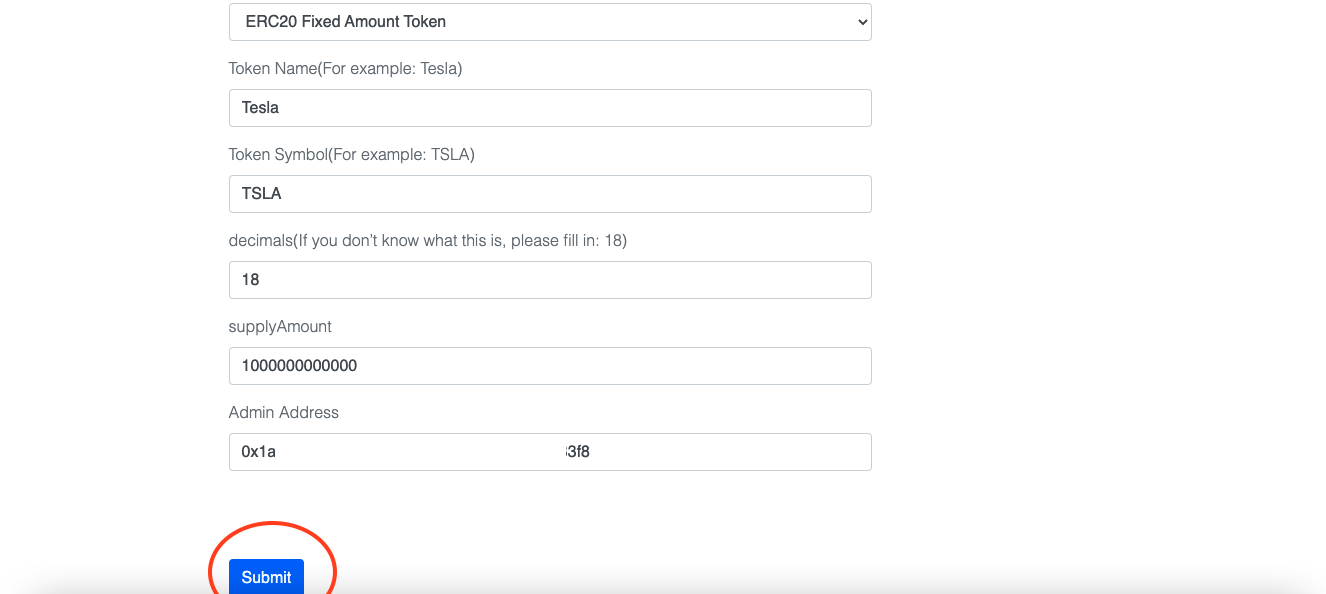 ERC20 Fixed Amount Token
Token Name(For example: Tesla)
Tesla
Token Symbol(For example: TSLA)
TSLA
decimals(If you don't know what this is, please fill in: 18)
18
supplyAmount
1000000000000
Admin Address
0x1a 3f8
Submit